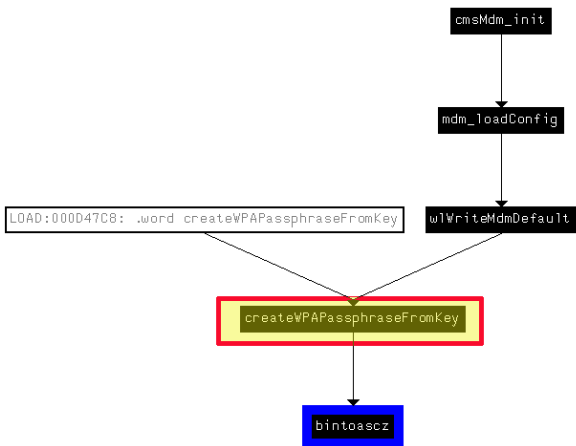 cmsMdm_init
mdm_loadConfig
LOAD:000D47C8: .word createWPAPassphraseFromKey
wlWriteMdmDefault
createWPAPassphraseFromKey
bintoascz